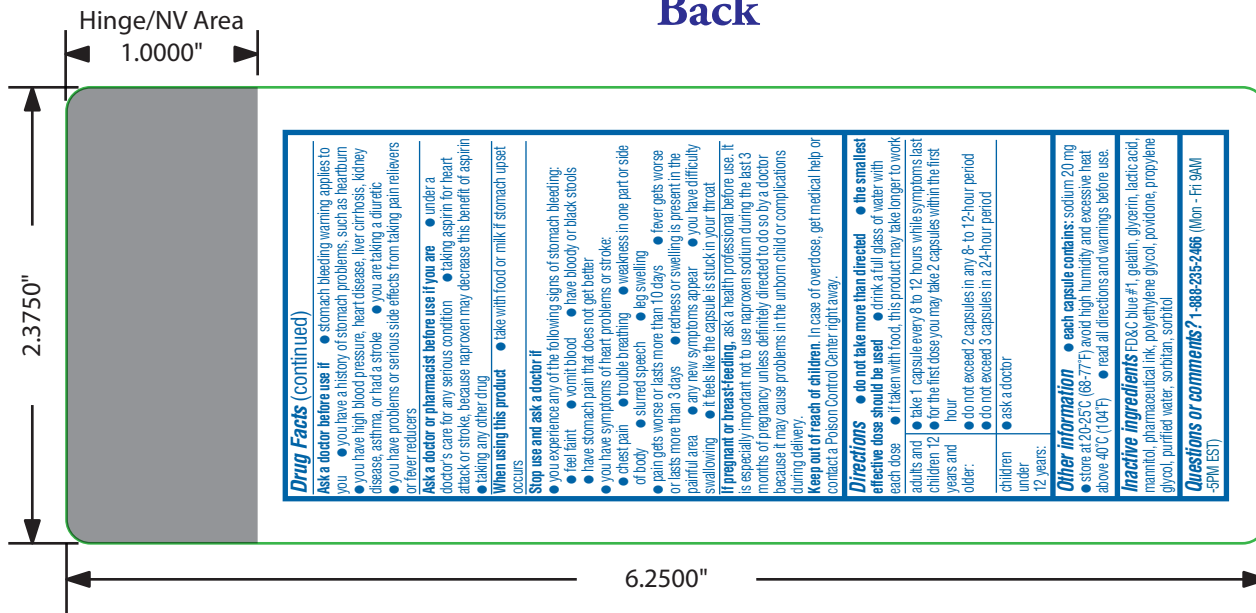 Back
Hinge/NV Area
1.0000"
2.3750"
6.2500"
Drug Facts (continued)
Ask a doctor before use if ● stomach bleeding warning applies to
you ● you have a history of stomach problems, such as heartburn
● you have high blood pressure, heart disease, liver cirrhosis, kidney
disease, asthma, or had a stroke ● you are taking a diuretic
● you have problems or serious side effects from taking pain relievers
or fever reducers
Ask a doctor or pharmacist before use if you are ● under a
doctor's care for any serious condition ● taking aspirin for heart
attack or stroke, because naproxen may decrease this benefit of aspirin
● taking any other drug
When using this product ● take with food or milk if stomach upset
occurs
Stop use and ask a doctor if
● you experience any of the following signs of stomach bleeding:
● feel faint ● vomit blood ● have bloody or black stools
● have stomach pain that does not get better
● you have symptoms of heart problems or stroke:
● chest pain ● trouble breathing ● weakness in one part or side
of body ● slurred speech ● leg swelling
● pain gets worse or lasts more than 10 days ● fever gets worse
or lasts more than 3 days ● redness or swelling is present in the
painful area ● any new symptoms appear ● you have difficulty
swallowing ● it feels like the capsule is stuck in your throat
If pregnant or breast-feeding, ask a health professional before use. It
is especially important not to use naproxen sodium during the last 3
months of pregnancy unless definitely directed to do so by a doctor
because it may cause problems in the unborn child or complications
during delivery.
Keep out of reach of children. In case of overdose, get medical help or
contact a Poison Control Center right away.
Directions ● do not take more than directed ● the smallest
effective dose should be used ● drink a full glass of water with
each dose ● if taken with food, this product may take longer to work
adults and
children 12
years and
older:
● take 1 capsule every 8 to 12 hours while symptoms last
● for the first dose you may take 2 capsules within the first
hour
● do not exceed 2 capsules in any 8- to 12-hour period
● do not exceed 3 capsules in a 24-hour period
children
under
12 years:
● ask a doctor
Other information ● each capsule contains: sodium 20 mg
● store at 20-25°C (68-77°F) avoid high humidity and excessive heat
above 40°C (104°F) ● read all directions and warnings before use.
Inactive ingredients FD&C blue #1, gelatin, glycerin, lactic acid,
mannitol, pharmaceutical ink, polyethylene glycol, povidone, propylene
glycol, purified water, sorbitan, sorbitol
Questions or comments? 1-888-235-2466 (Mon - Fri 9AM
-5PM EST)